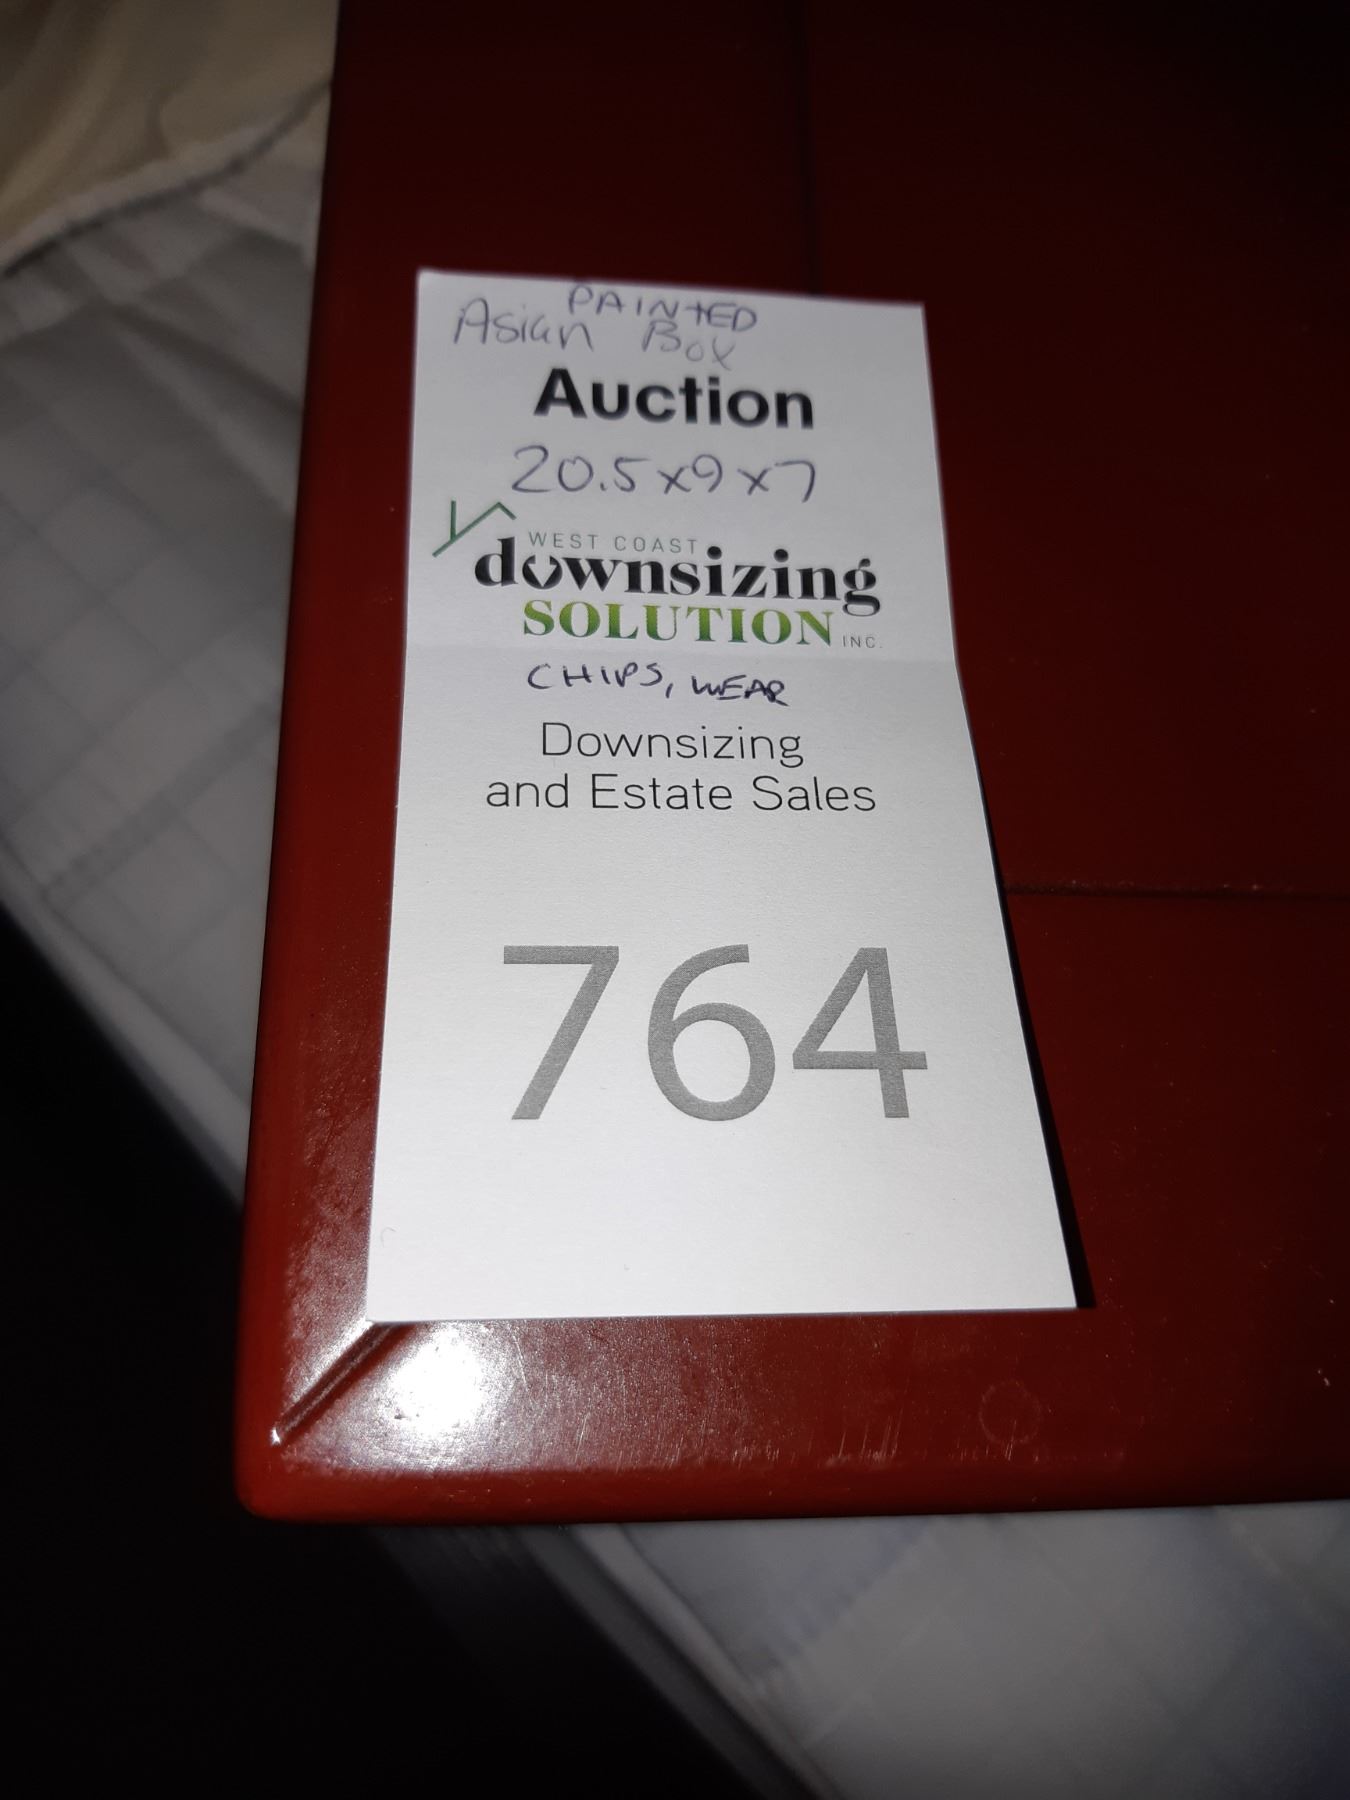 PAINTED
Asian Box
Auction
20.5x9x7
WEST COAST
downsizing
SOLUTION INC.
CHIPS, WEAR
Downsizing
and Estate Sales
764